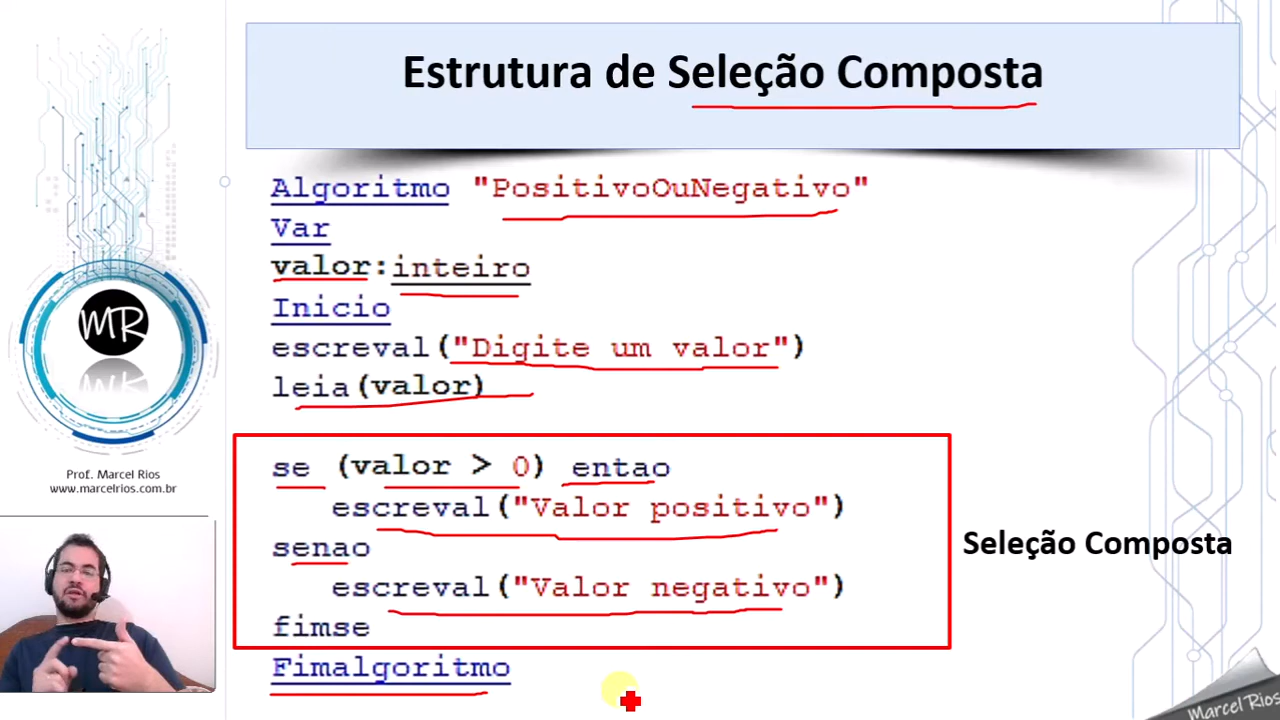 Estrutura de Seleção Composta
Algoritmo "PositivoOuNegativo"
Var
valor:inteiro
Inicio
escreval("Digite um valor")
leia(valor)
se (valor > 0) entao
escreval("Valor positivo")
senao
escreval("Valor negativo")
fimse
Fimalgoritmo
Seleção Composta
MR
Prof. Marcel Rios
www.marcelrios.com.br
Marcel Rios